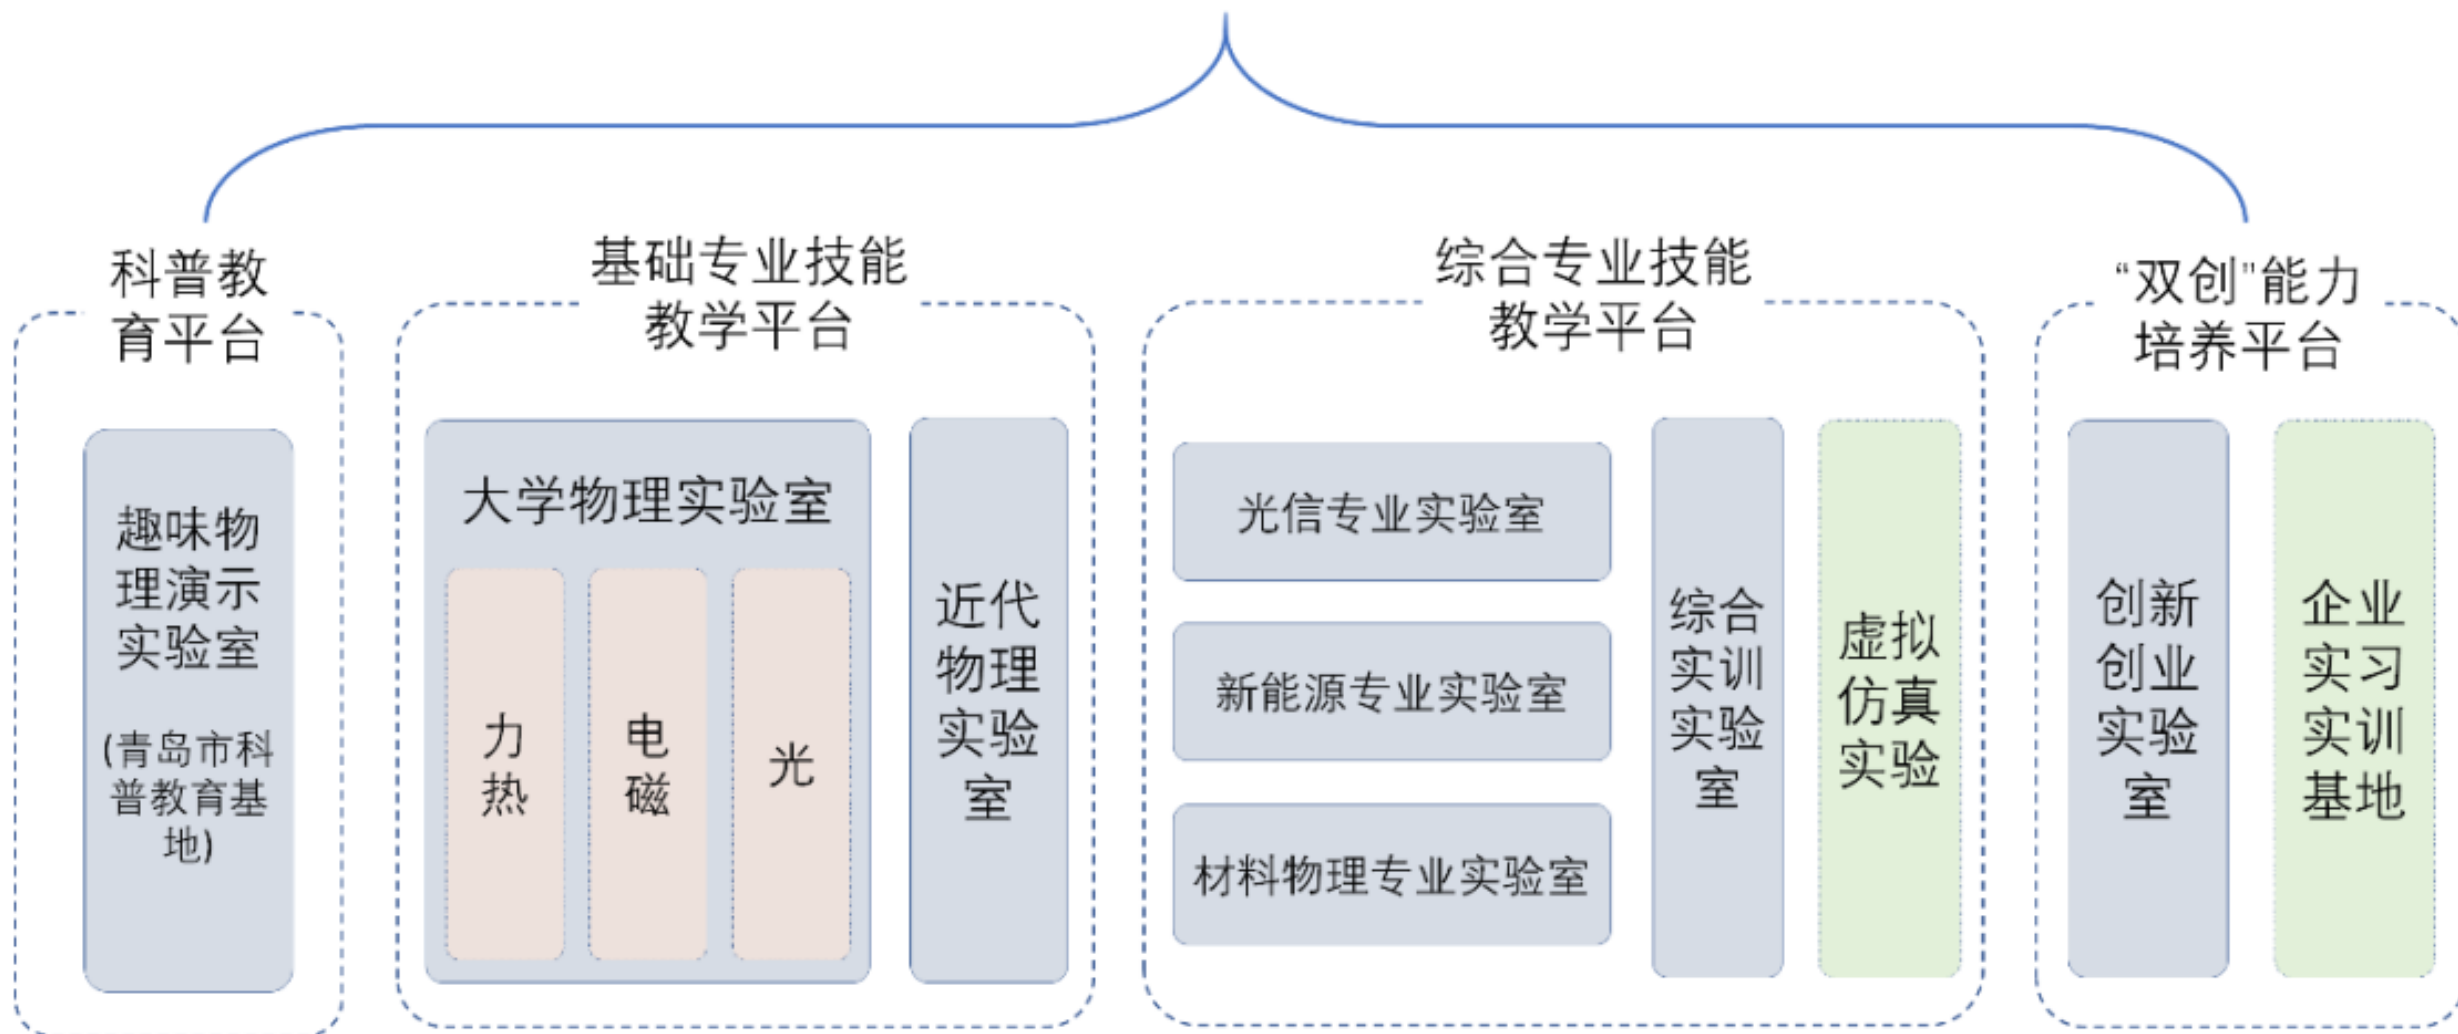 科普教
育平台
基础专业技能
教学平台
综合专业技能
教学平台
“双创”能力
培养平台
趣味物
理演示
实验室
(青岛市科
普教育基
地)
大学物理实验室
力
热
电
磁
光
近代
物理
实验
室
光信专业实验室
新能源专业实验室
材料物理专业实验室
综合
实训
实验
室
虚拟
仿真
实验
创新
创业
实验
室
企业
实习
实训
基地